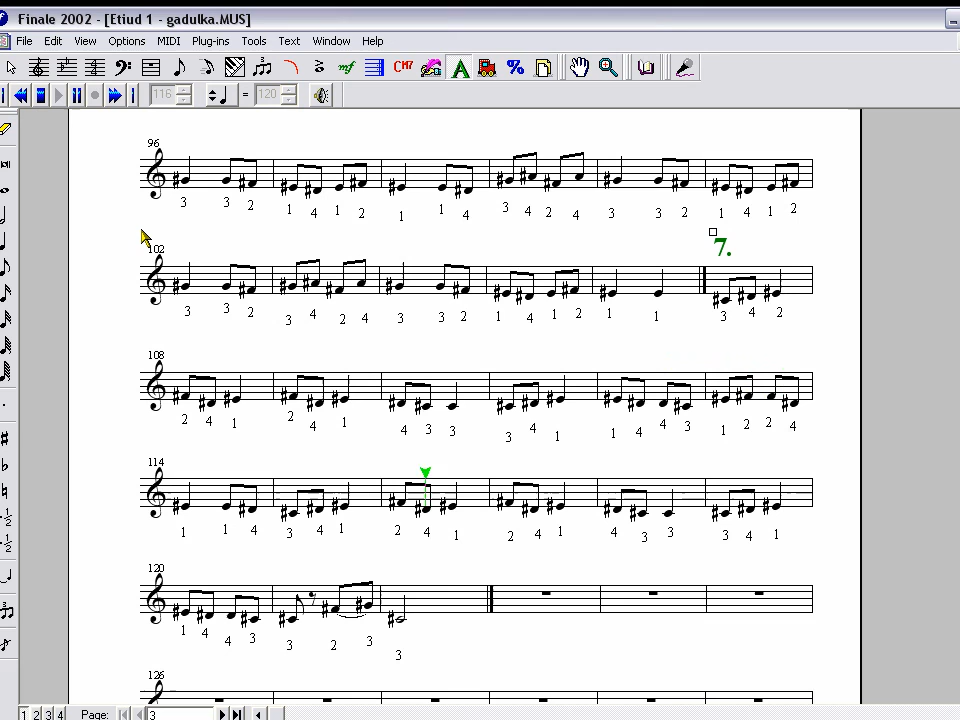 Finale 2002 - [Etiud 1 - gadulka.MUS]
File Edit View Options MIDI Plug-ins Tools Text Window Help
116 = 120
96
3 3 2 1 4 1 2 1 1 4 3 4 2 4 3 3 2 1 4 1 2
7.
102
3 3 2 3 4 2 4 3 3 2 1 4 1 2 1 1 3 4 2
108
2 4 1 2 4 1 4 3 3 3 4 1 1 4 4 3 1 2 2 4
114
1 1 4 3 4 1 2 4 1 2 4 1 4 3 3 3 4 1
120
1 4 4 3 3 2 3 3
126
1 2 3 4 Page: 3